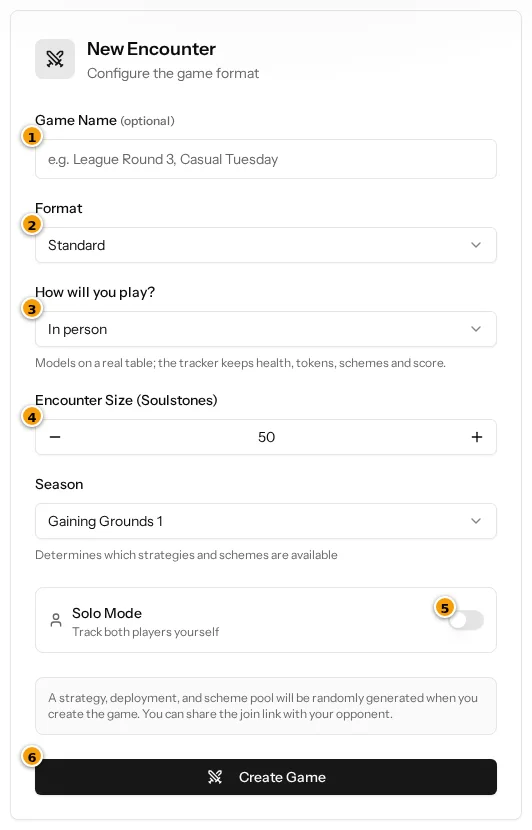 New Encounter
Configure the game format
Game Name (optional)
1
e.g. League Round 3, Casual Tuesday
Format
2
Standard
How will you play?
3
In person
Models on a real table; the tracker keeps health, tokens, schemes and score.
Encounter Size (Soulstones)
4
50
Season
Gaining Grounds 1
Determines which strategies and schemes are available
Solo Mode
5
Track both players yourself
A strategy, deployment, and scheme pool will be randomly generated when you
create the game. You can share the join link with your opponent.
6
Create Game